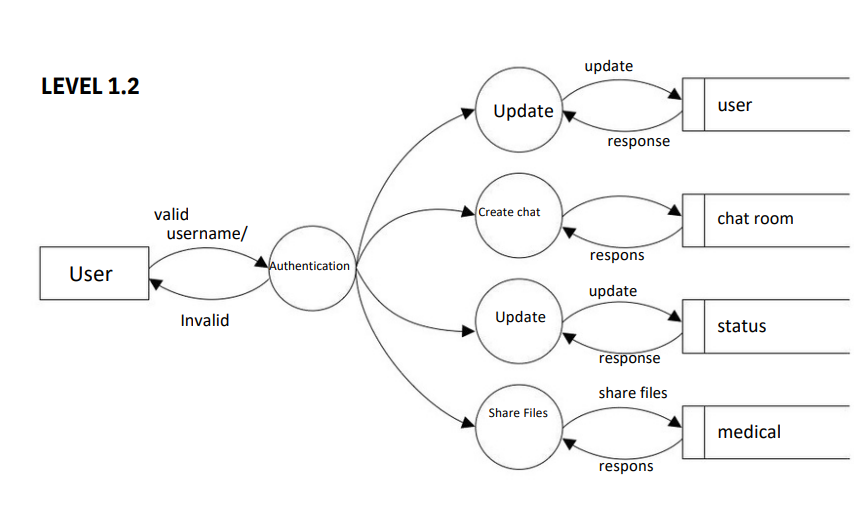 LEVEL 1.2
valid
username/
User
Invalid
Authentication
Update
update
response
user
Create chat
respons
chat room
Update
update
response
status
Share Files
share files
respons
medical